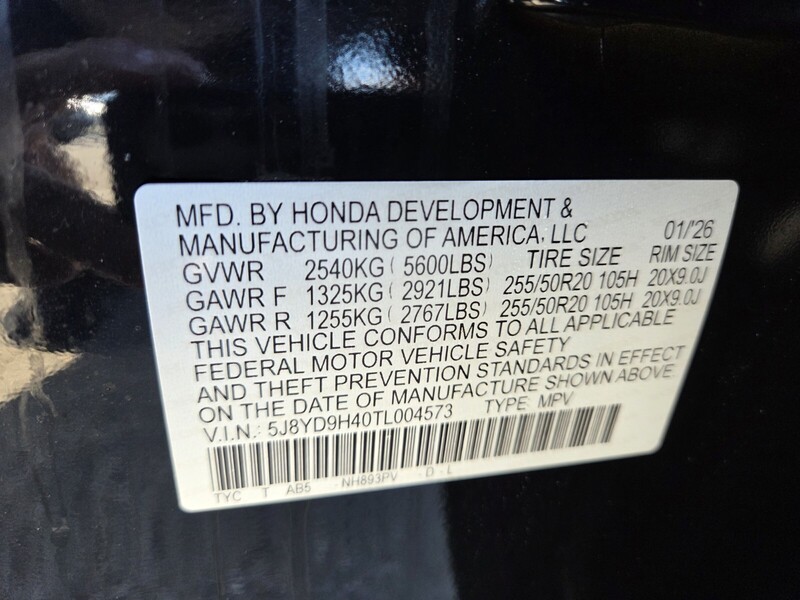 MFD. BY HONDA DEVELOPMENT &
MANUFACTURING OF AMERICA, LLC 01/'26
GVWR 2540KG ( 5600LBS) TIRE SIZE RIM SIZE
GAWR F 1325KG ( 2921LBS) 255/50R20 105H 20X9.0J
GAWR R 1255KG ( 2767LBS) 255/50R20 105H 20X9.0J
THIS VEHICLE CONFORMS TO ALL APPLICABLE
FEDERAL MOTOR VEHICLE SAFETY
AND THEFT PREVENTION STANDARDS IN EFFECT
ON THE DATE OF MANUFACTURE SHOWN ABOVE
V.I.N.: 5J8YD9H40TL004573 TYPE: MPV
TYC T AB5 NH893PV - D - L